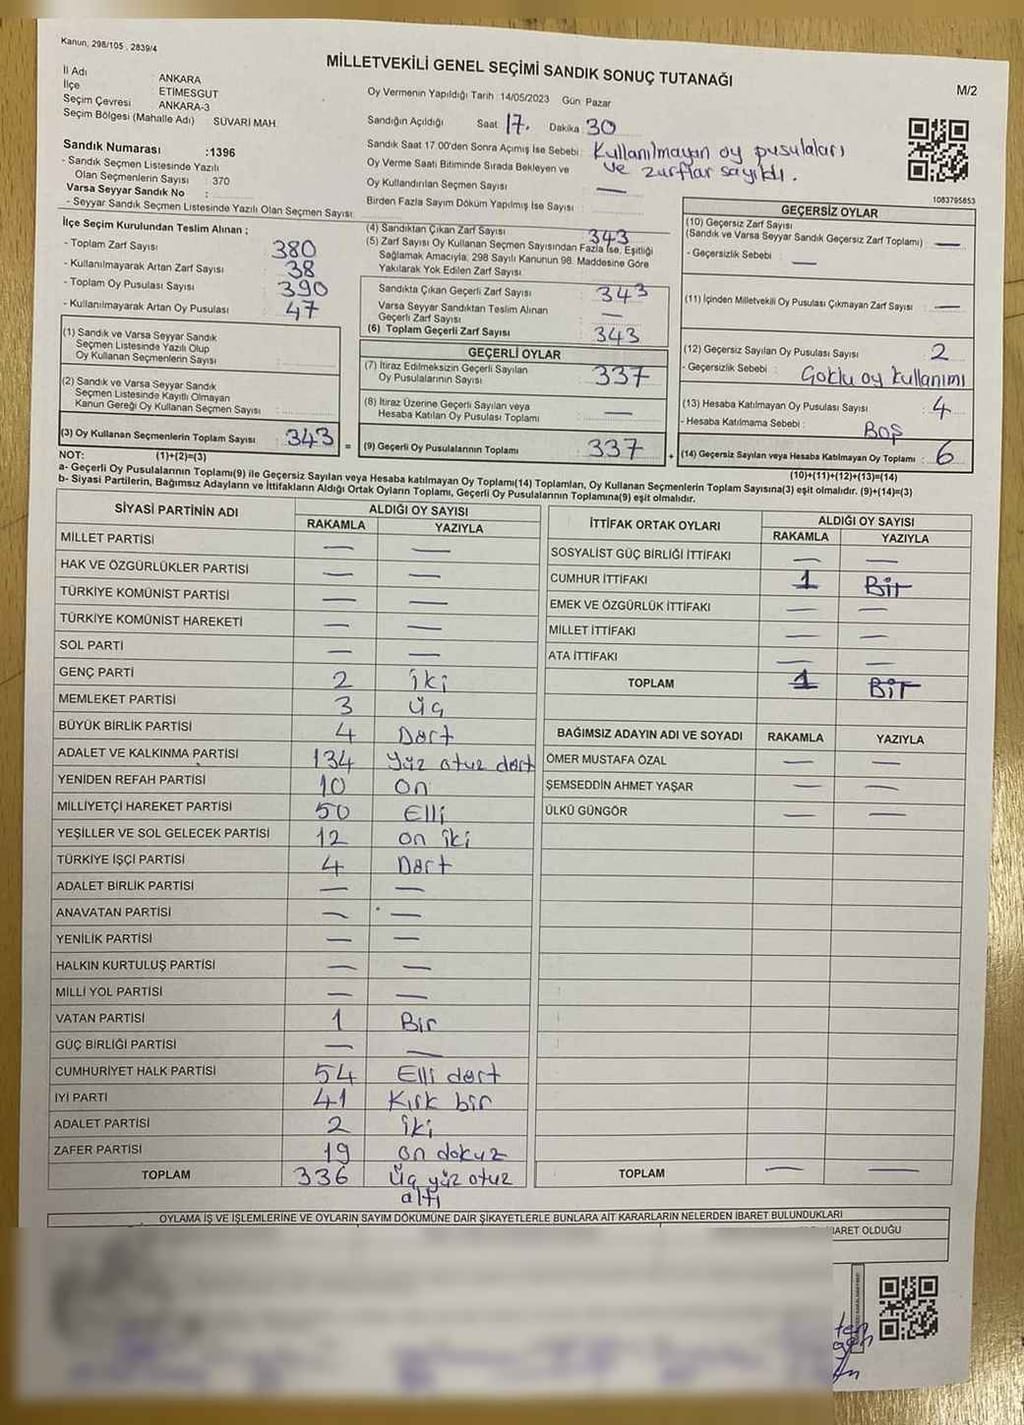 Kanun, 298/105 , 2839/4
MİLLETVEKİLİ GENEL SEÇİMİ SANDIK SONUÇ TUTANAĞI
M/2
İl Adı ANKARA
İlçe ETİMESGUT
Seçim Çevresi ANKARA-3
Seçim Bölgesi (Mahalle Adı) SÜVARİ MAH.
Oy Vermenin Yapıldığı Tarih :14/05/2023 Gün: Pazar
Sandığın Açıldığı Saat 17. Dakika 30
Sandık Saat 17.00'den Sonra Açılmış İse Sebebi: Kullanılmayan oy pusulaları
ve zurflar sayıldı.
Oy Verme Saati Bitiminde Sırada Bekleyen ve
Oy Kullandırılan Seçmen Sayısı —
Birden Fazla Sayım Döküm Yapılmış İse Sayısı
1083795853
Sandık Numarası :1396
- Sandık Seçmen Listesinde Yazılı
Olan Seçmenlerin Sayısı : 370
Varsa Seyyar Sandık No :
- Seyyar Sandık Seçmen Listesinde Yazılı Olan Seçmen Sayısı:
İlçe Seçim Kurulundan Teslim Alınan ;
- Toplam Zarf Sayısı 380
- Kullanılmayarak Artan Zarf Sayısı 38
- Toplam Oy Pusulası Sayısı 390
- Kullanılmayarak Artan Oy Pusulası 47
(1) Sandık ve Varsa Seyyar Sandık
Seçmen Listesinde Yazılı Olup
Oy Kullanan Seçmenlerin Sayısı
(2) Sandık ve Varsa Seyyar Sandık
Seçmen Listesinde Kayıtlı Olmayan
Kanun Gereği Oy Kullanan Seçmen Sayısı
(3) Oy Kullanan Seçmenlerin Toplam Sayısı 343 =
(4) Sandıktan Çıkan Zarf Sayısı 343
(5) Zarf Sayısı Oy Kullanan Seçmen Sayısından Fazla İse, Eşitliği
Sağlamak Amacıyla, 298 Sayılı Kanunun 98. Maddesine Göre
Yakılarak Yok Edilen Zarf Sayısı
Sandıkta Çıkan Geçerli Zarf Sayısı 343
Varsa Seyyar Sandıktan Teslim Alınan
Geçerli Zarf Sayısı —
(6) Toplam Geçerli Zarf Sayısı 343
GEÇERLİ OYLAR
(7) İtiraz Edilmeksizin Geçerli Sayılan
Oy Pusulalarının Sayısı 337
(8) İtiraz Üzerine Geçerli Sayılan veya
Hesaba Katılan Oy Pusulası Toplamı —
(9) Geçerli Oy Pusulalarının Toplamı 337 +
GEÇERSİZ OYLAR
(10) Geçersiz Zarf Sayısı
(Sandık ve Varsa Seyyar Sandık Geçersiz Zarf Toplamı) —
- Geçersizlik Sebebi : —
(11) İçinden Milletvekili Oy Pusulası Çıkmayan Zarf Sayısı —
(12) Geçersiz Sayılan Oy Pusulası Sayısı 2
- Geçersizlik Sebebi : Çoklu oy kullanımı
(13) Hesaba Katılmayan Oy Pusulası Sayısı 4
- Hesaba Katılmama Sebebi : Boş
(14) Geçersiz Sayılan veya Hesaba Katılmayan Oy Toplamı 6
NOT: (1)+(2)=(3) (10)+(11)+(12)+(13)=(14)
a- Geçerli Oy Pusulalarının Toplamı(9) ile Geçersiz Sayılan veya Hesaba Katılmayan Oy Toplamı(14) Toplamları, Oy Kullanan Seçmenlerin Toplam Sayısına(3) eşit olmalıdır. (9)+(14)=(3)
b- Siyasi Partilerin, Bağımsız Adayların ve İttifakların Aldığı Ortak Oyların Toplamı, Geçerli Oy Pusulalarının Toplamına(9) eşit olmalıdır.
SİYASİ PARTİNİN ADI ALDIĞI OY SAYISI
RAKAMLA YAZIYLA
MİLLET PARTİSİ — —
HAK VE ÖZGÜRLÜKLER PARTİSİ — —
TÜRKİYE KOMÜNİST PARTİSİ — —
TÜRKİYE KOMÜNİST HAREKETİ — —
SOL PARTİ — —
GENÇ PARTİ 2 iki
MEMLEKET PARTİSİ 3 üç
BÜYÜK BİRLİK PARTİSİ 4 Dört
ADALET VE KALKINMA PARTİSİ 134 Yüz otuz dört
YENİDEN REFAH PARTİSİ 10 on
MİLLİYETÇİ HAREKET PARTİSİ 50 Elli
YEŞİLLER VE SOL GELECEK PARTİSİ 12 on iki
TÜRKİYE İŞÇİ PARTİSİ 4 Dört
ADALET BİRLİK PARTİSİ — —
ANAVATAN PARTİSİ — —
YENİLİK PARTİSİ — —
HALKIN KURTULUŞ PARTİSİ — —
MİLLİ YOL PARTİSİ — —
VATAN PARTİSİ 1 Bir
GÜÇ BİRLİĞİ PARTİSİ — —
CUMHURİYET HALK PARTİSİ 54 Elli dört
İYİ PARTİ 41 Kırk bir
ADALET PARTİSİ 2 iki
ZAFER PARTİSİ 19 on dokuz
TOPLAM 336 üç yüz otuz
altı
İTTİFAK ORTAK OYLARI ALDIĞI OY SAYISI
RAKAMLA YAZIYLA
SOSYALİST GÜÇ BİRLİĞİ İTTİFAKI — —
CUMHUR İTTİFAKI 1 Bir
EMEK VE ÖZGÜRLÜK İTTİFAKI — —
MİLLET İTTİFAKI — —
ATA İTTİFAKI — —
TOPLAM 1 Bir
BAĞIMSIZ ADAYIN ADI VE SOYADI RAKAMLA YAZIYLA
ÖMER MUSTAFA ÖZAL — —
ŞEMSEDDİN AHMET YAŞAR — —
ÜLKÜ GÜNGÖR — —
TOPLAM — —
OYLAMA İŞ VE İŞLEMLERİNE VE OYLARIN SAYIM DÖKÜMÜNE DAİR ŞİKAYETLERLE BUNLARA AİT KARARLARIN NELERDEN İBARET BULUNDUKLARI
İBARET OLDUĞU